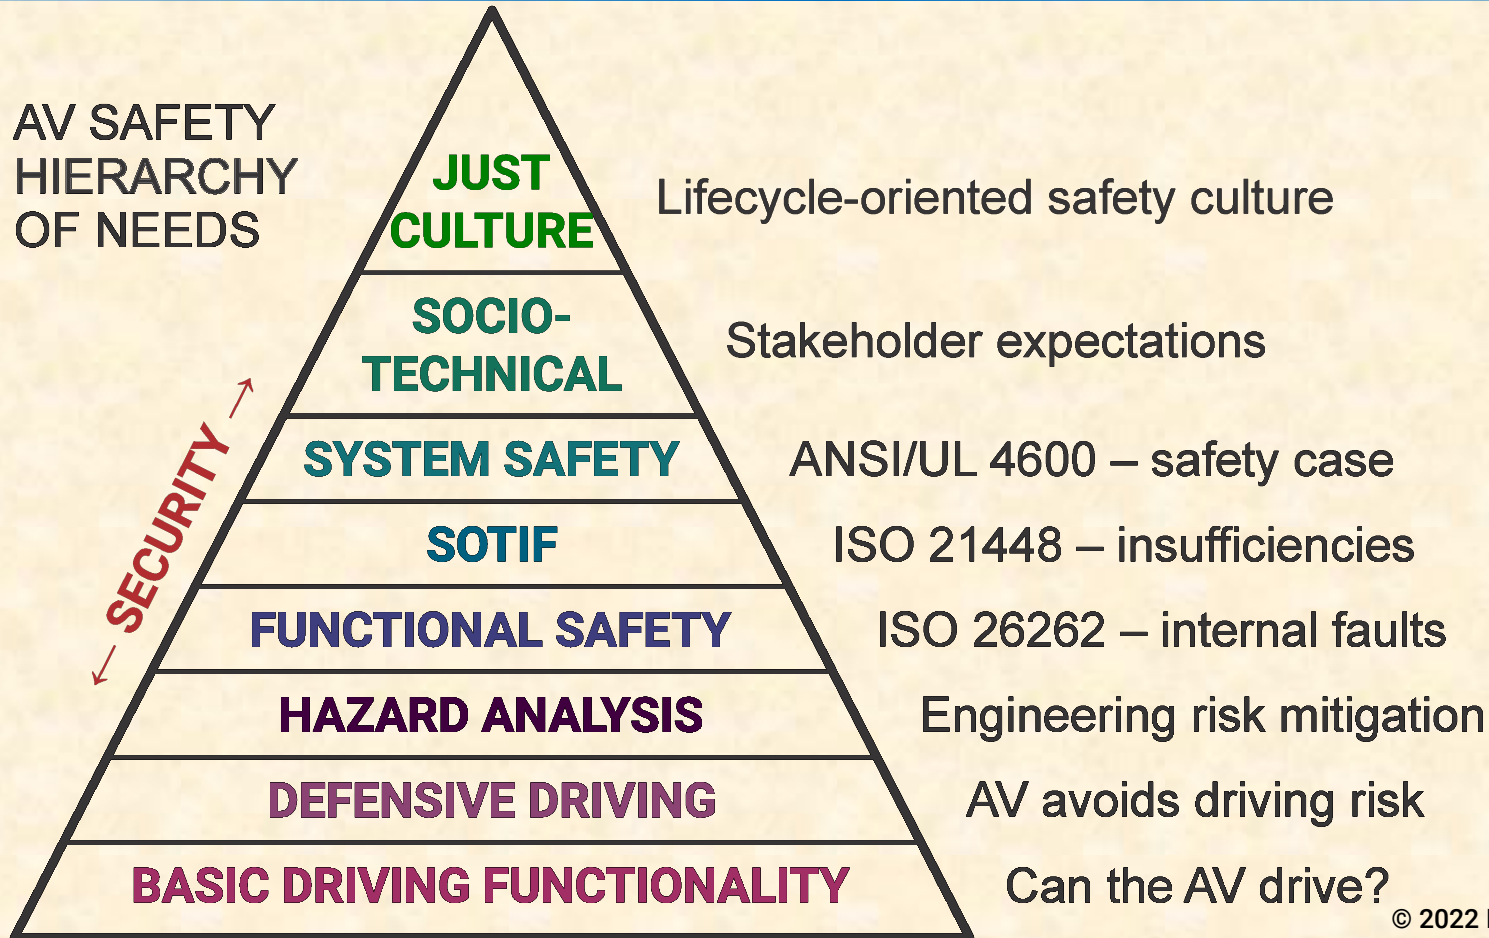 AV SAFETY
HIERARCHY
OF NEEDS
JUST
CULTURE
Lifecycle-oriented safety culture
SOCIO-
TECHNICAL
Stakeholder expectations
← SECURITY →
SYSTEM SAFETY
ANSI/UL 4600 – safety case
SOTIF
ISO 21448 – insufficiencies
FUNCTIONAL SAFETY
ISO 26262 – internal faults
HAZARD ANALYSIS
Engineering risk mitigation
DEFENSIVE DRIVING
AV avoids driving risk
BASIC DRIVING FUNCTIONALITY
Can the AV drive?
© 2022